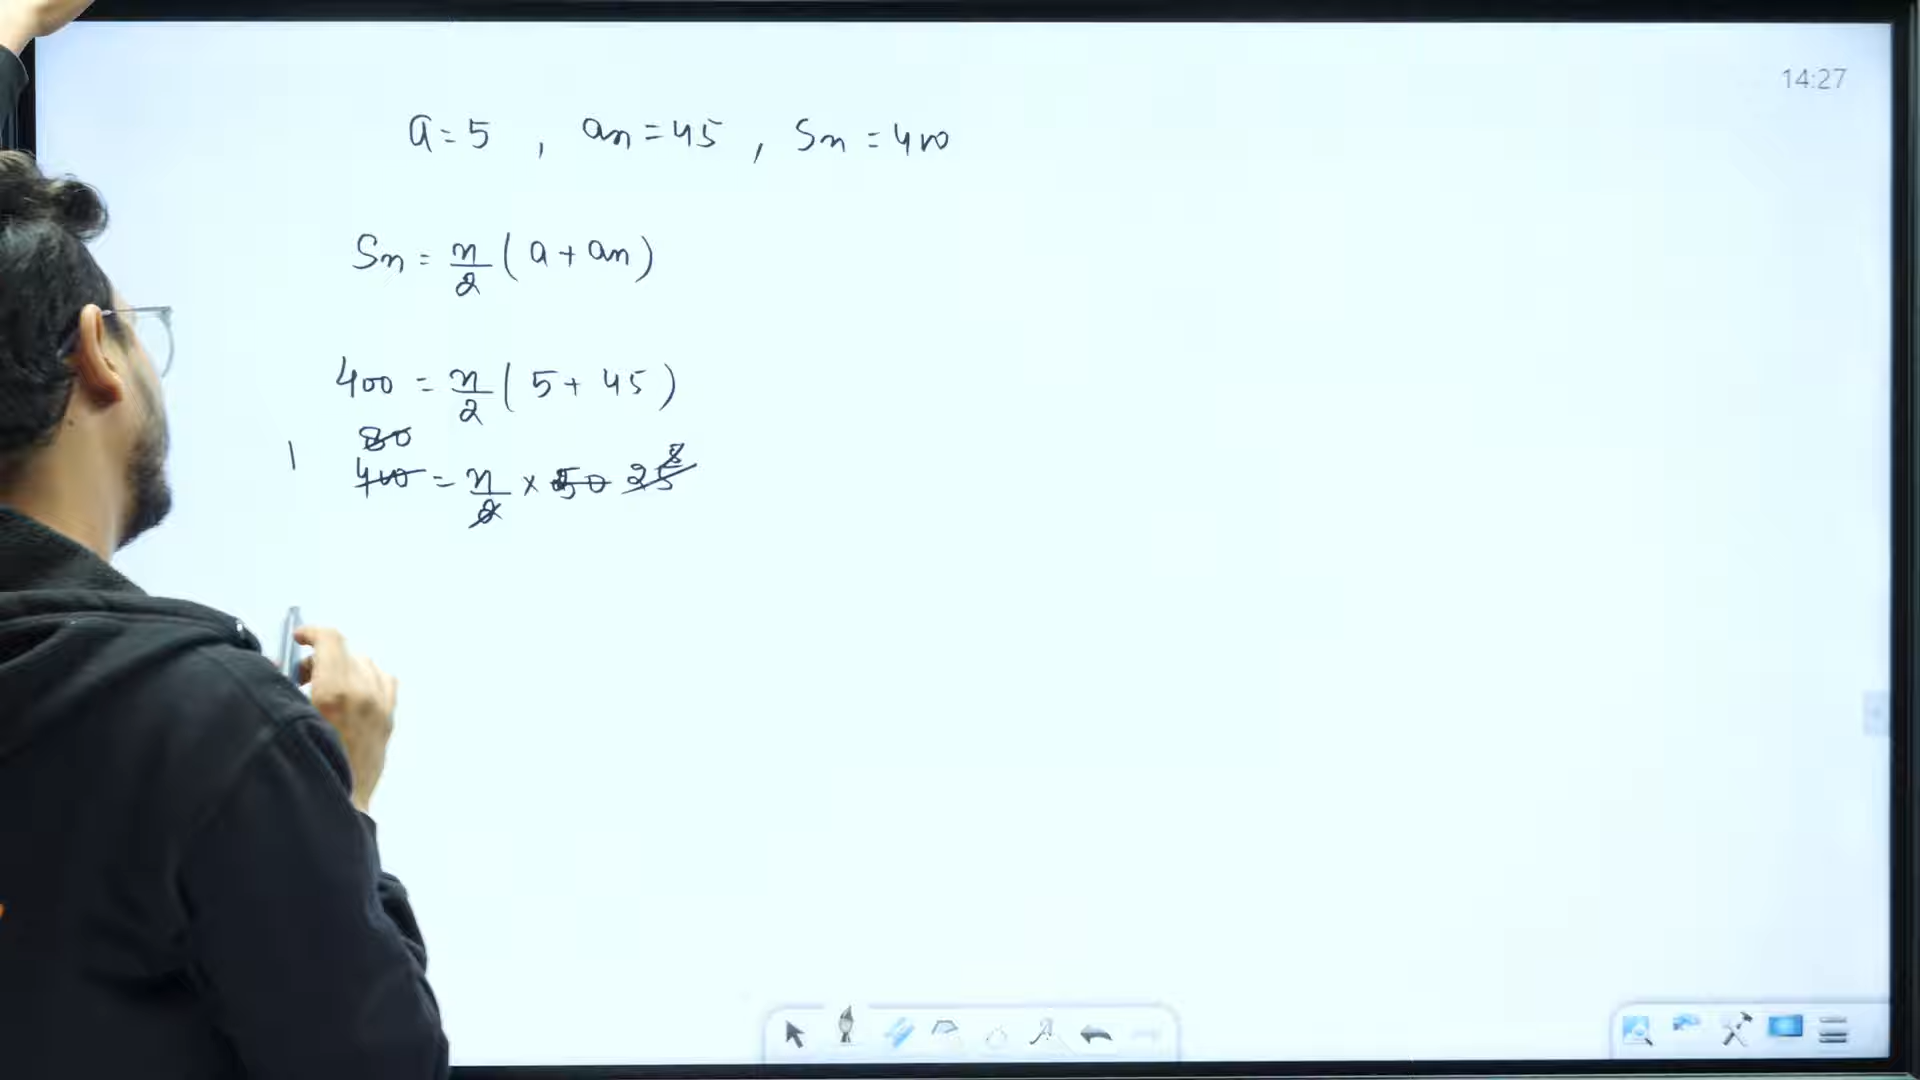 14:27
a = 5 , an = 45 , Sn = 400
Sn = n/2 ( a + an )
400 = n/2 ( 5 + 45 )
80
1
400 = n/2 × 50 25